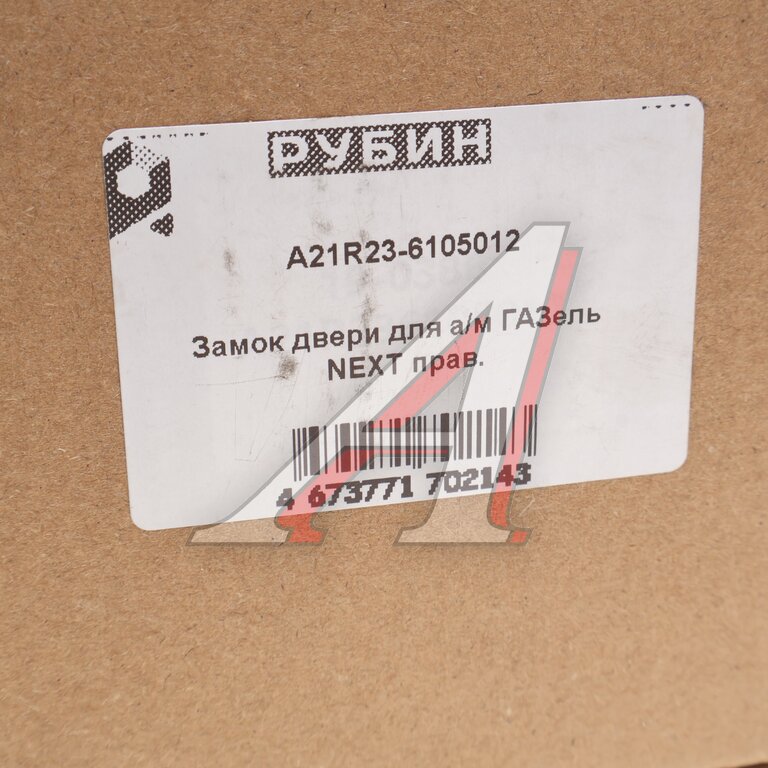 РУБИН
A21R23-6105012
Замок двери для а/м ГАЗель
NEXT прав.
4 673771 702143